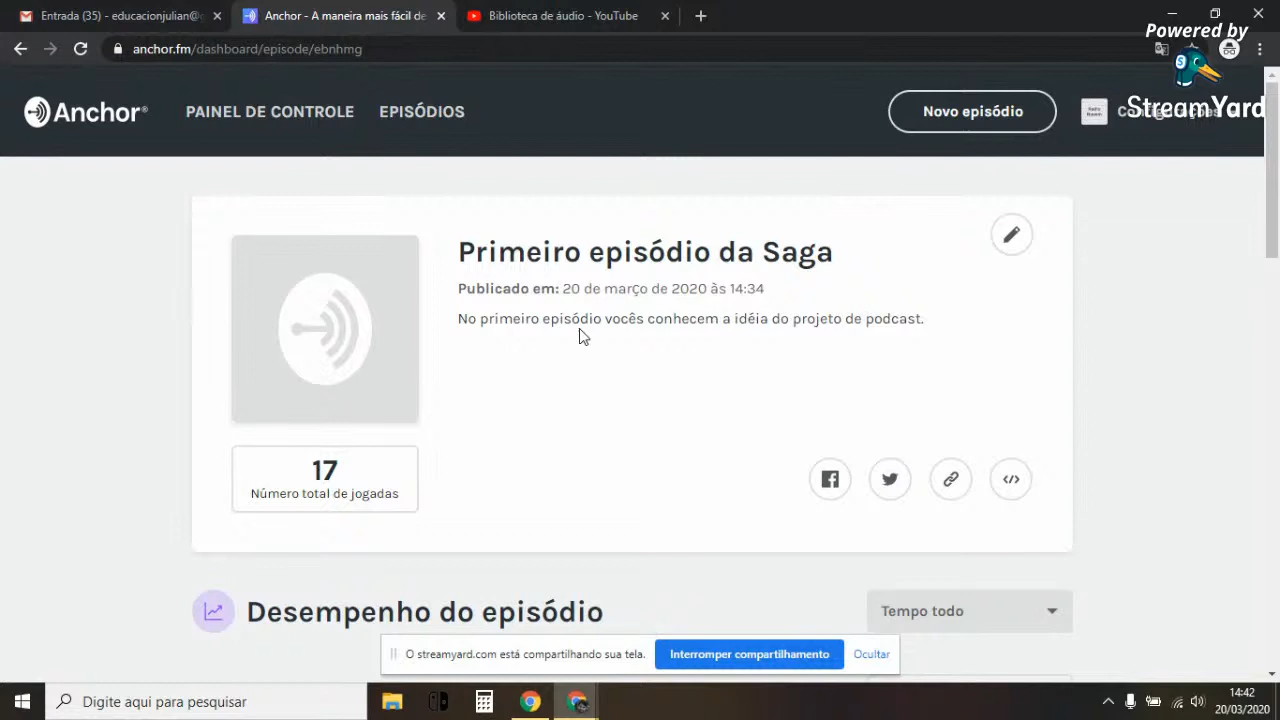 Entrada (35) - educacionjulian@
Anchor - A maneira mais fácil de
Biblioteca de áudio - YouTube
Powered by
StreamYard
anchor.fm/dashboard/episode/ebnhmg
Anchor®
PAINEL DE CONTROLE
EPISÓDIOS
Novo episódio
Primeiro episódio da Saga
Publicado em: 20 de março de 2020 às 14:34
No primeiro episódio vocês conhecem a idéia do projeto de podcast.
17
Número total de jogadas
Desempenho do episódio
Tempo todo
O streamyard.com está compartilhando sua tela.
Interromper compartilhamento
Ocultar
Digite aqui para pesquisar
14:42
20/03/2020